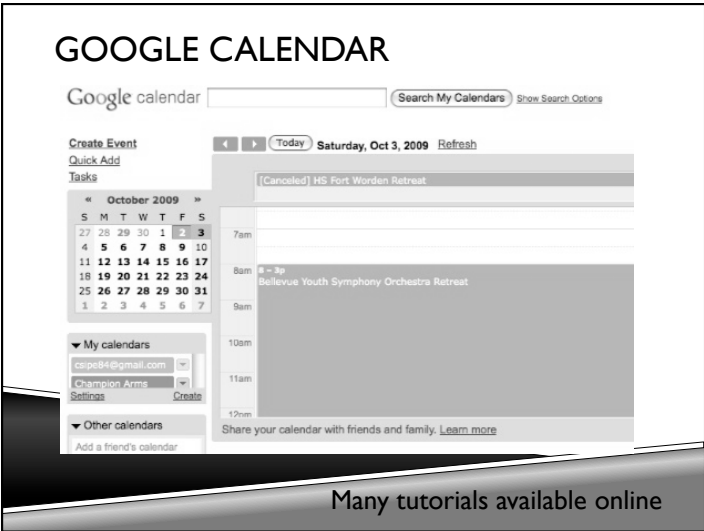 GOOGLE CALENDAR
Google calendar Search My Calendars Show Search Options
Create Event
Quick Add
Tasks
Today Saturday, Oct 3, 2009 Refresh
« October 2009 »
S M T W T F S
27 28 29 30 1 2 3
4 5 6 7 8 9 10
11 12 13 14 15 16 17
18 19 20 21 22 23 24
25 26 27 28 29 30 31
1 2 3 4 5 6 7
▼ My calendars
csipe84@gmail.com
Champion Arms
Settings Create
▼ Other calendars
Add a friend's calendar
[Canceled] HS Fort Worden Retreat
7am
8am 8 – 3p
Bellevue Youth Symphony Orchestra Retreat
9am
10am
11am
12pm
Share your calendar with friends and family. Learn more
Many tutorials available online